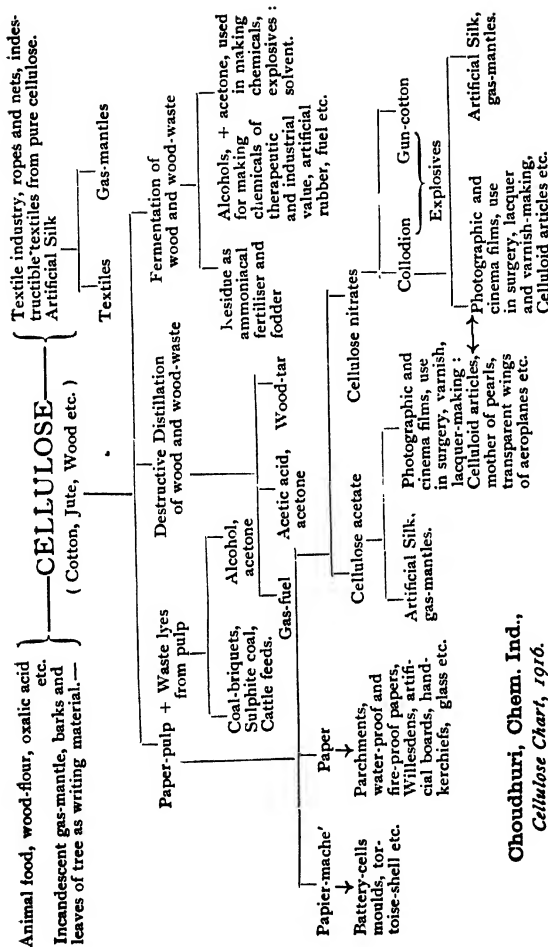 Animal food, wood-flour, oxalic acid
etc.
Incandescent gas-mantle, barks and
leaves of tree as writing material.—
CELLULOSE
( Cotton, Jute, Wood etc. )
Textile industry, ropes and nets, indes-
tructible textiles from pure cellulose.
Artificial Silk
Textiles
Gas-mantles
Paper-pulp + Waste lyes
from pulp
Destructive Distillation
of wood and wood-waste
Fermentation of
wood and wood-waste
Coal-briquets,
Sulphite coal,
Cattle feeds.
Alcohol,
acetone
Gas-fuel
Acetic acid,
acetone
Wood-tar
Residue as
ammoniacal
fertiliser and
fodder
Alcohols, + acetone, used
for making in making
chemicals of chemicals,
therapeutic explosives :
and industrial solvent.
value, artificial
rubber, fuel etc.
Papier-mache'
Paper
Cellulose acetate
Cellulose nitrates
Battery-cells
moulds, tor-
toise-shell etc.
Parchments,
water-proof and
fire-proof papers,
Willesdens, artifi-
cial boards, hand-
kerchiefs, glass etc.
Artificial Silk,
gas-mantles.
Photographic and
cinema films, use
in surgery, varnish,
lacquer-making :
Celluloid articles,
mother of pearls,
transparent wings
of aeroplanes etc.
Collodion
Gun-cotton
Explosives
Photographic and
cinema films, use
in surgery, lacquer
and varnish-making,
Celluloid articles etc.
Artificial Silk,
gas-mantles.
Choudhuri, Chem. Ind.,
Cellulose Chart, 1916.